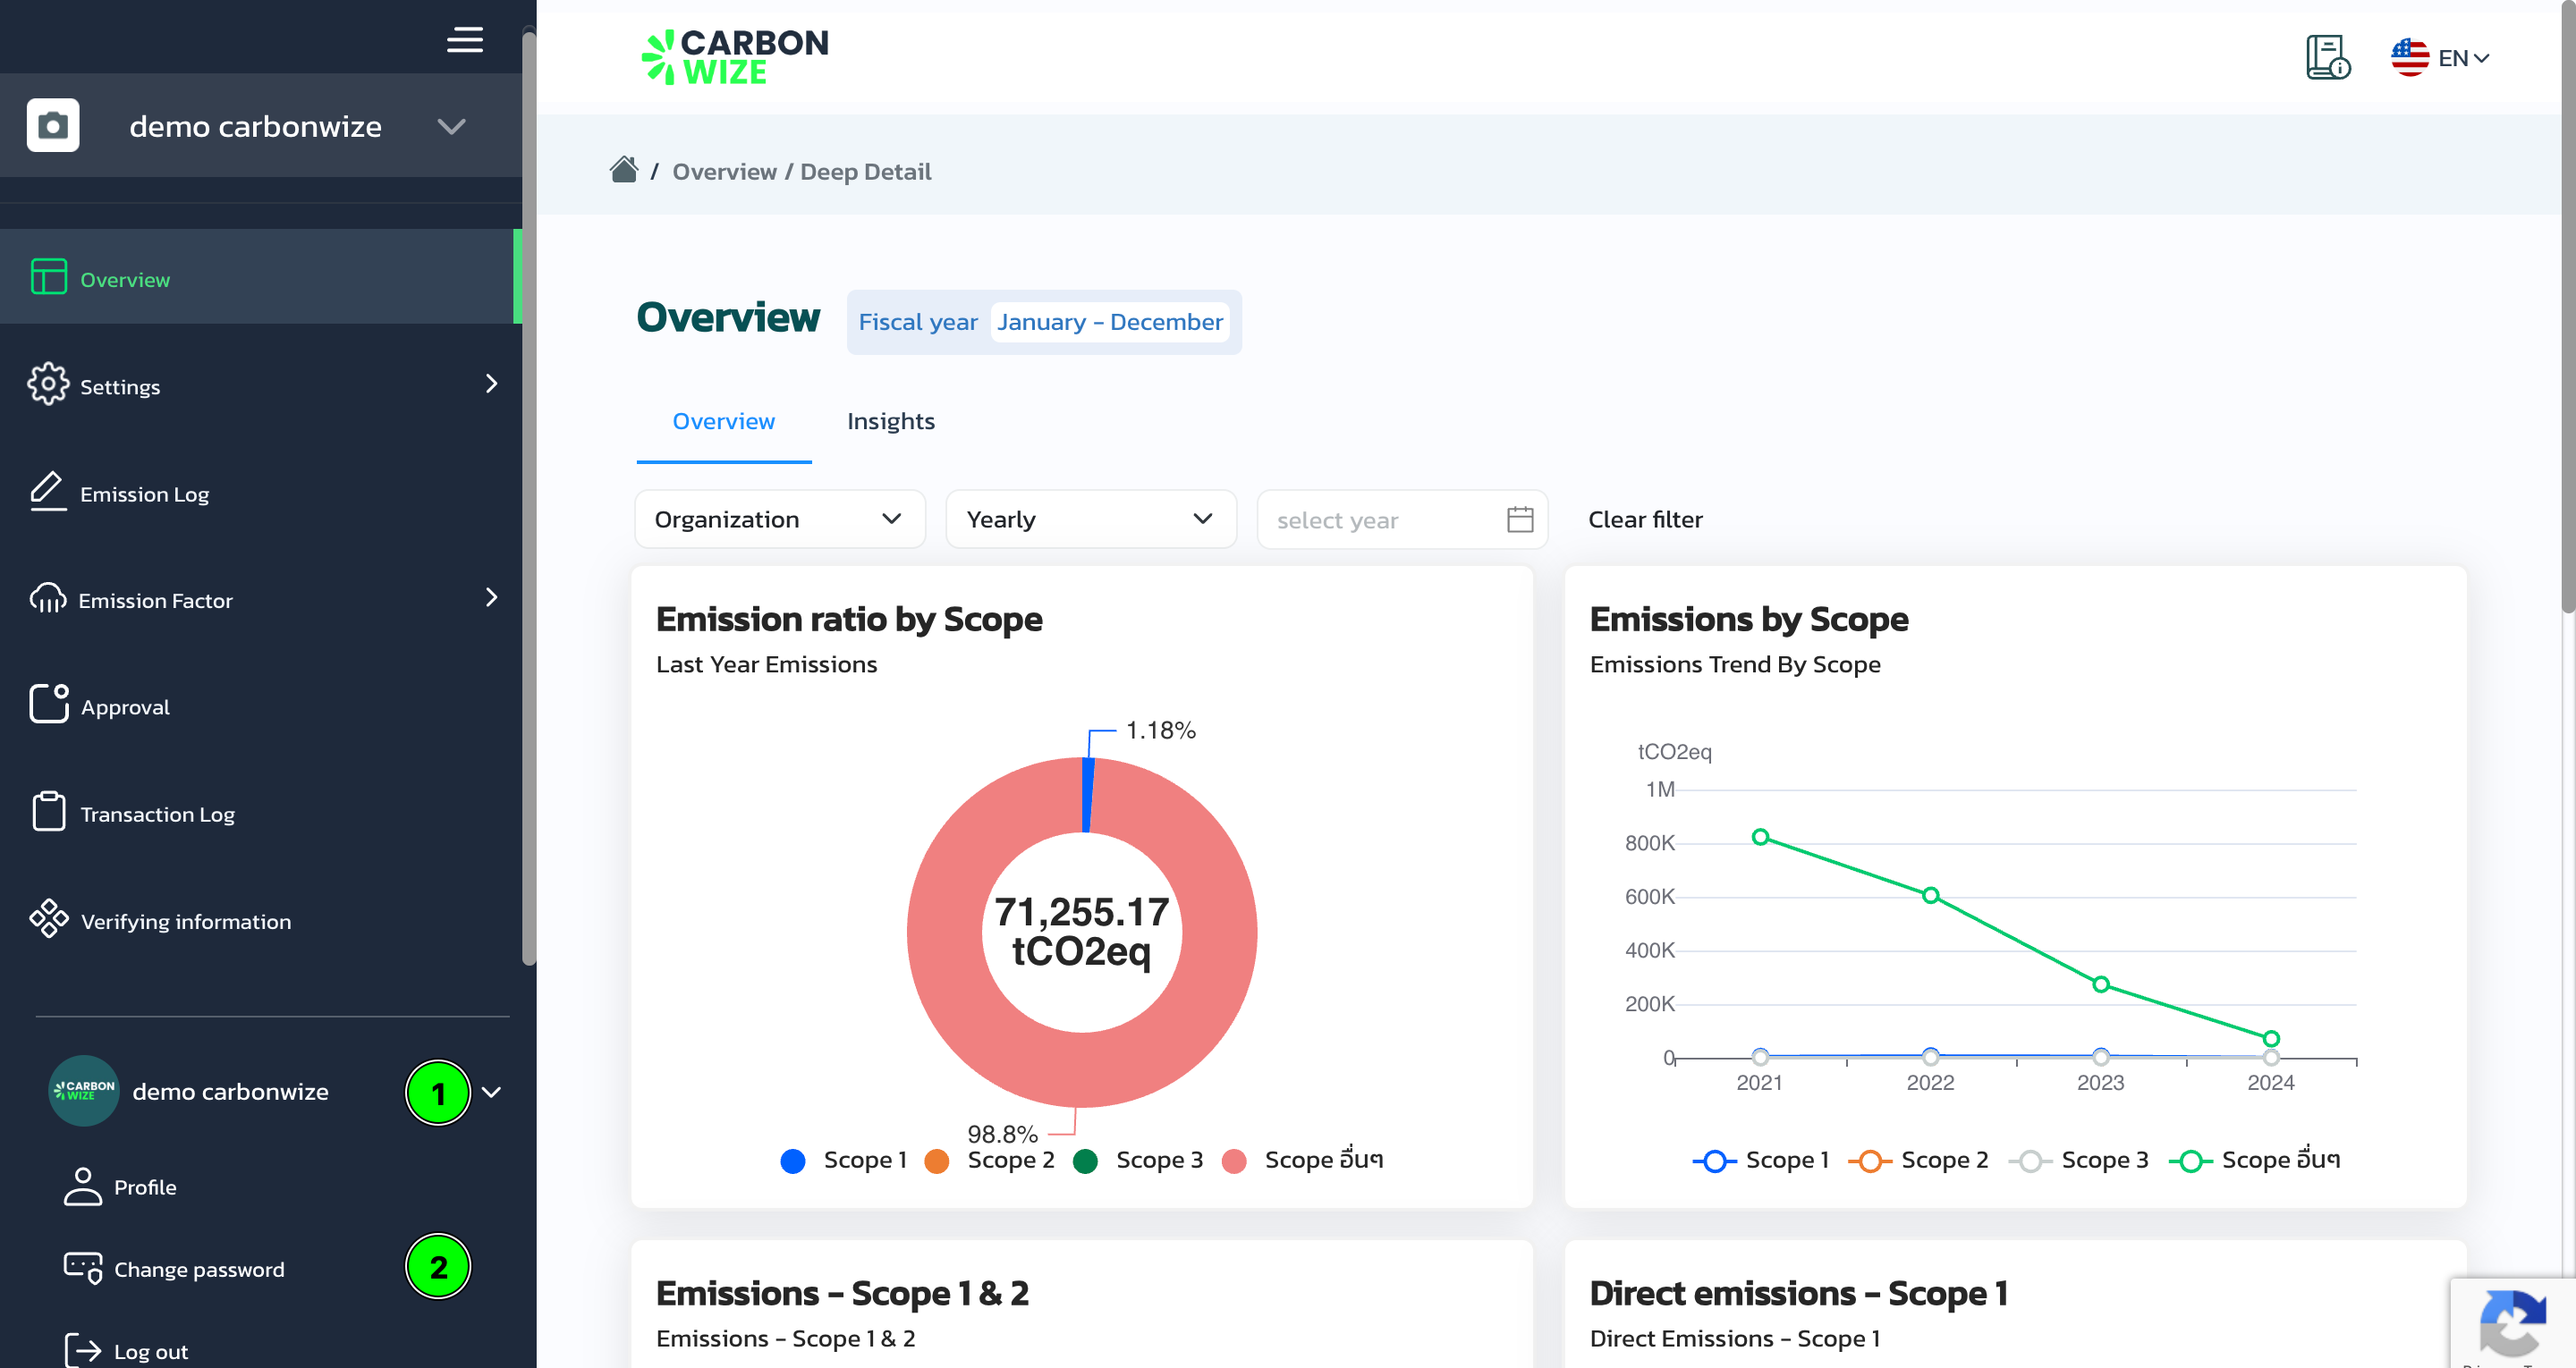 demo carbonwize
Overview
Settings
Emission Log
Emission Factor
Approval
Transaction Log
Verifying information
CARBON
WIZE
demo carbonwize
1
Profile
Change password
2
Log out
CARBON
WIZE
EN
/ Overview / Deep Detail
Overview
Fiscal year January - December
Overview
Insights
Organization
Yearly
select year
Clear filter
Emission ratio by Scope
Last Year Emissions
1.18%
71,255.17
tCO2eq
98.8%
Scope 1
Scope 2
Scope 3
Scope อื่นๆ
Emissions by Scope
Emissions Trend By Scope
tCO2eq
1M
800K
600K
400K
200K
0
2021
2022
2023
2024
Scope 1
Scope 2
Scope 3
Scope อื่นๆ
Emissions - Scope 1 & 2
Emissions - Scope 1 & 2
Direct emissions - Scope 1
Direct Emissions - Scope 1